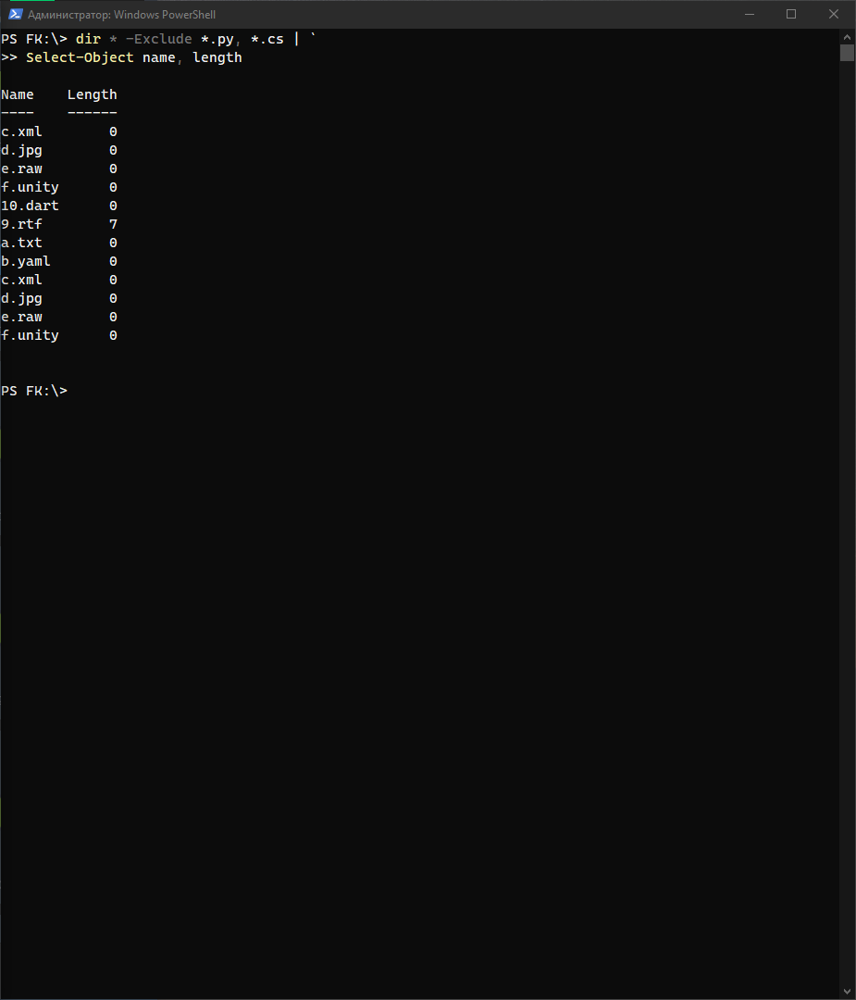 Администратор: Windows PowerShell
PS FK:\> dir * -Exclude *.py, *.cs | `
>> Select-Object name, length
Name    Length
----    ------
c.xml        0
d.jpg        0
e.raw        0
f.unity      0
10.dart      0
9.rtf        7
a.txt        0
b.yaml       0
c.xml        0
d.jpg        0
e.raw        0
f.unity      0
PS FK:\>